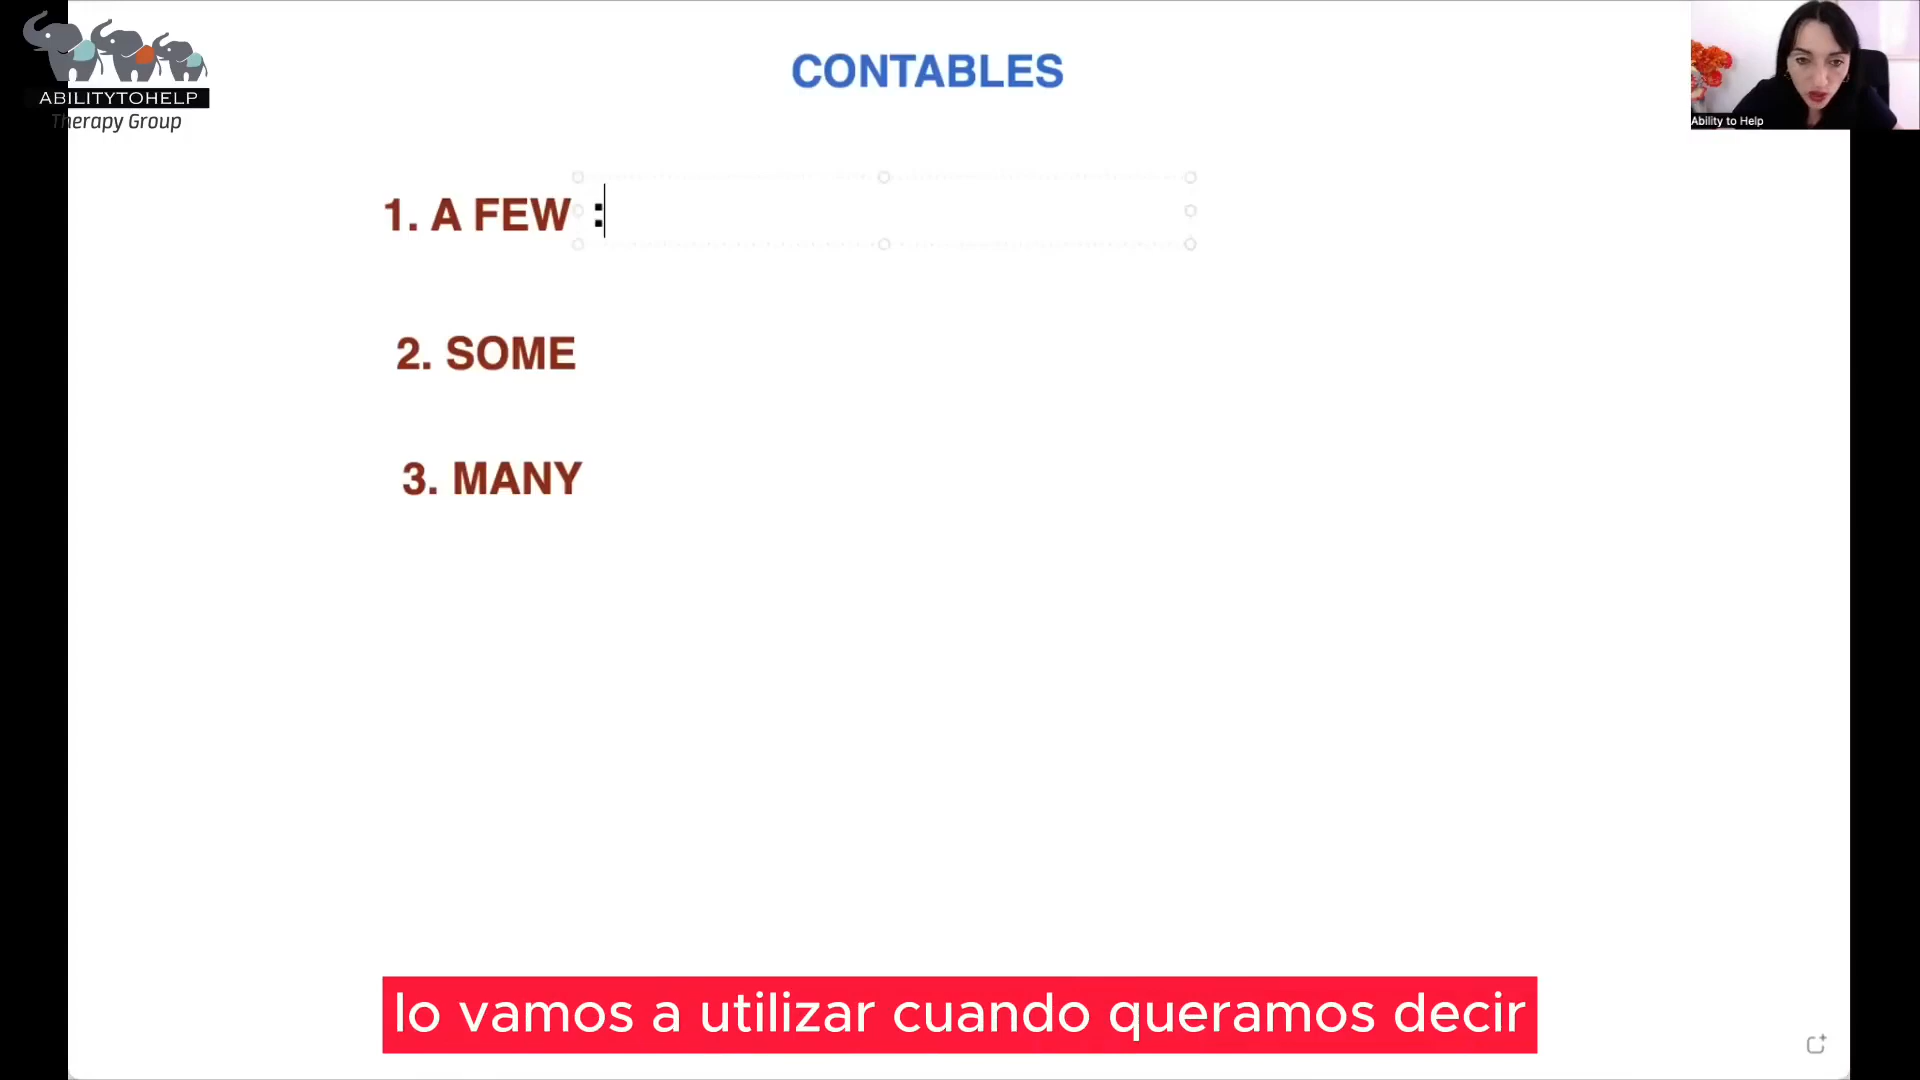 ABILITYTOHELP
Therapy Group
CONTABLES
Ability to Help
1. A FEW :
2. SOME
3. MANY
lo vamos a utilizar cuando queramos decir